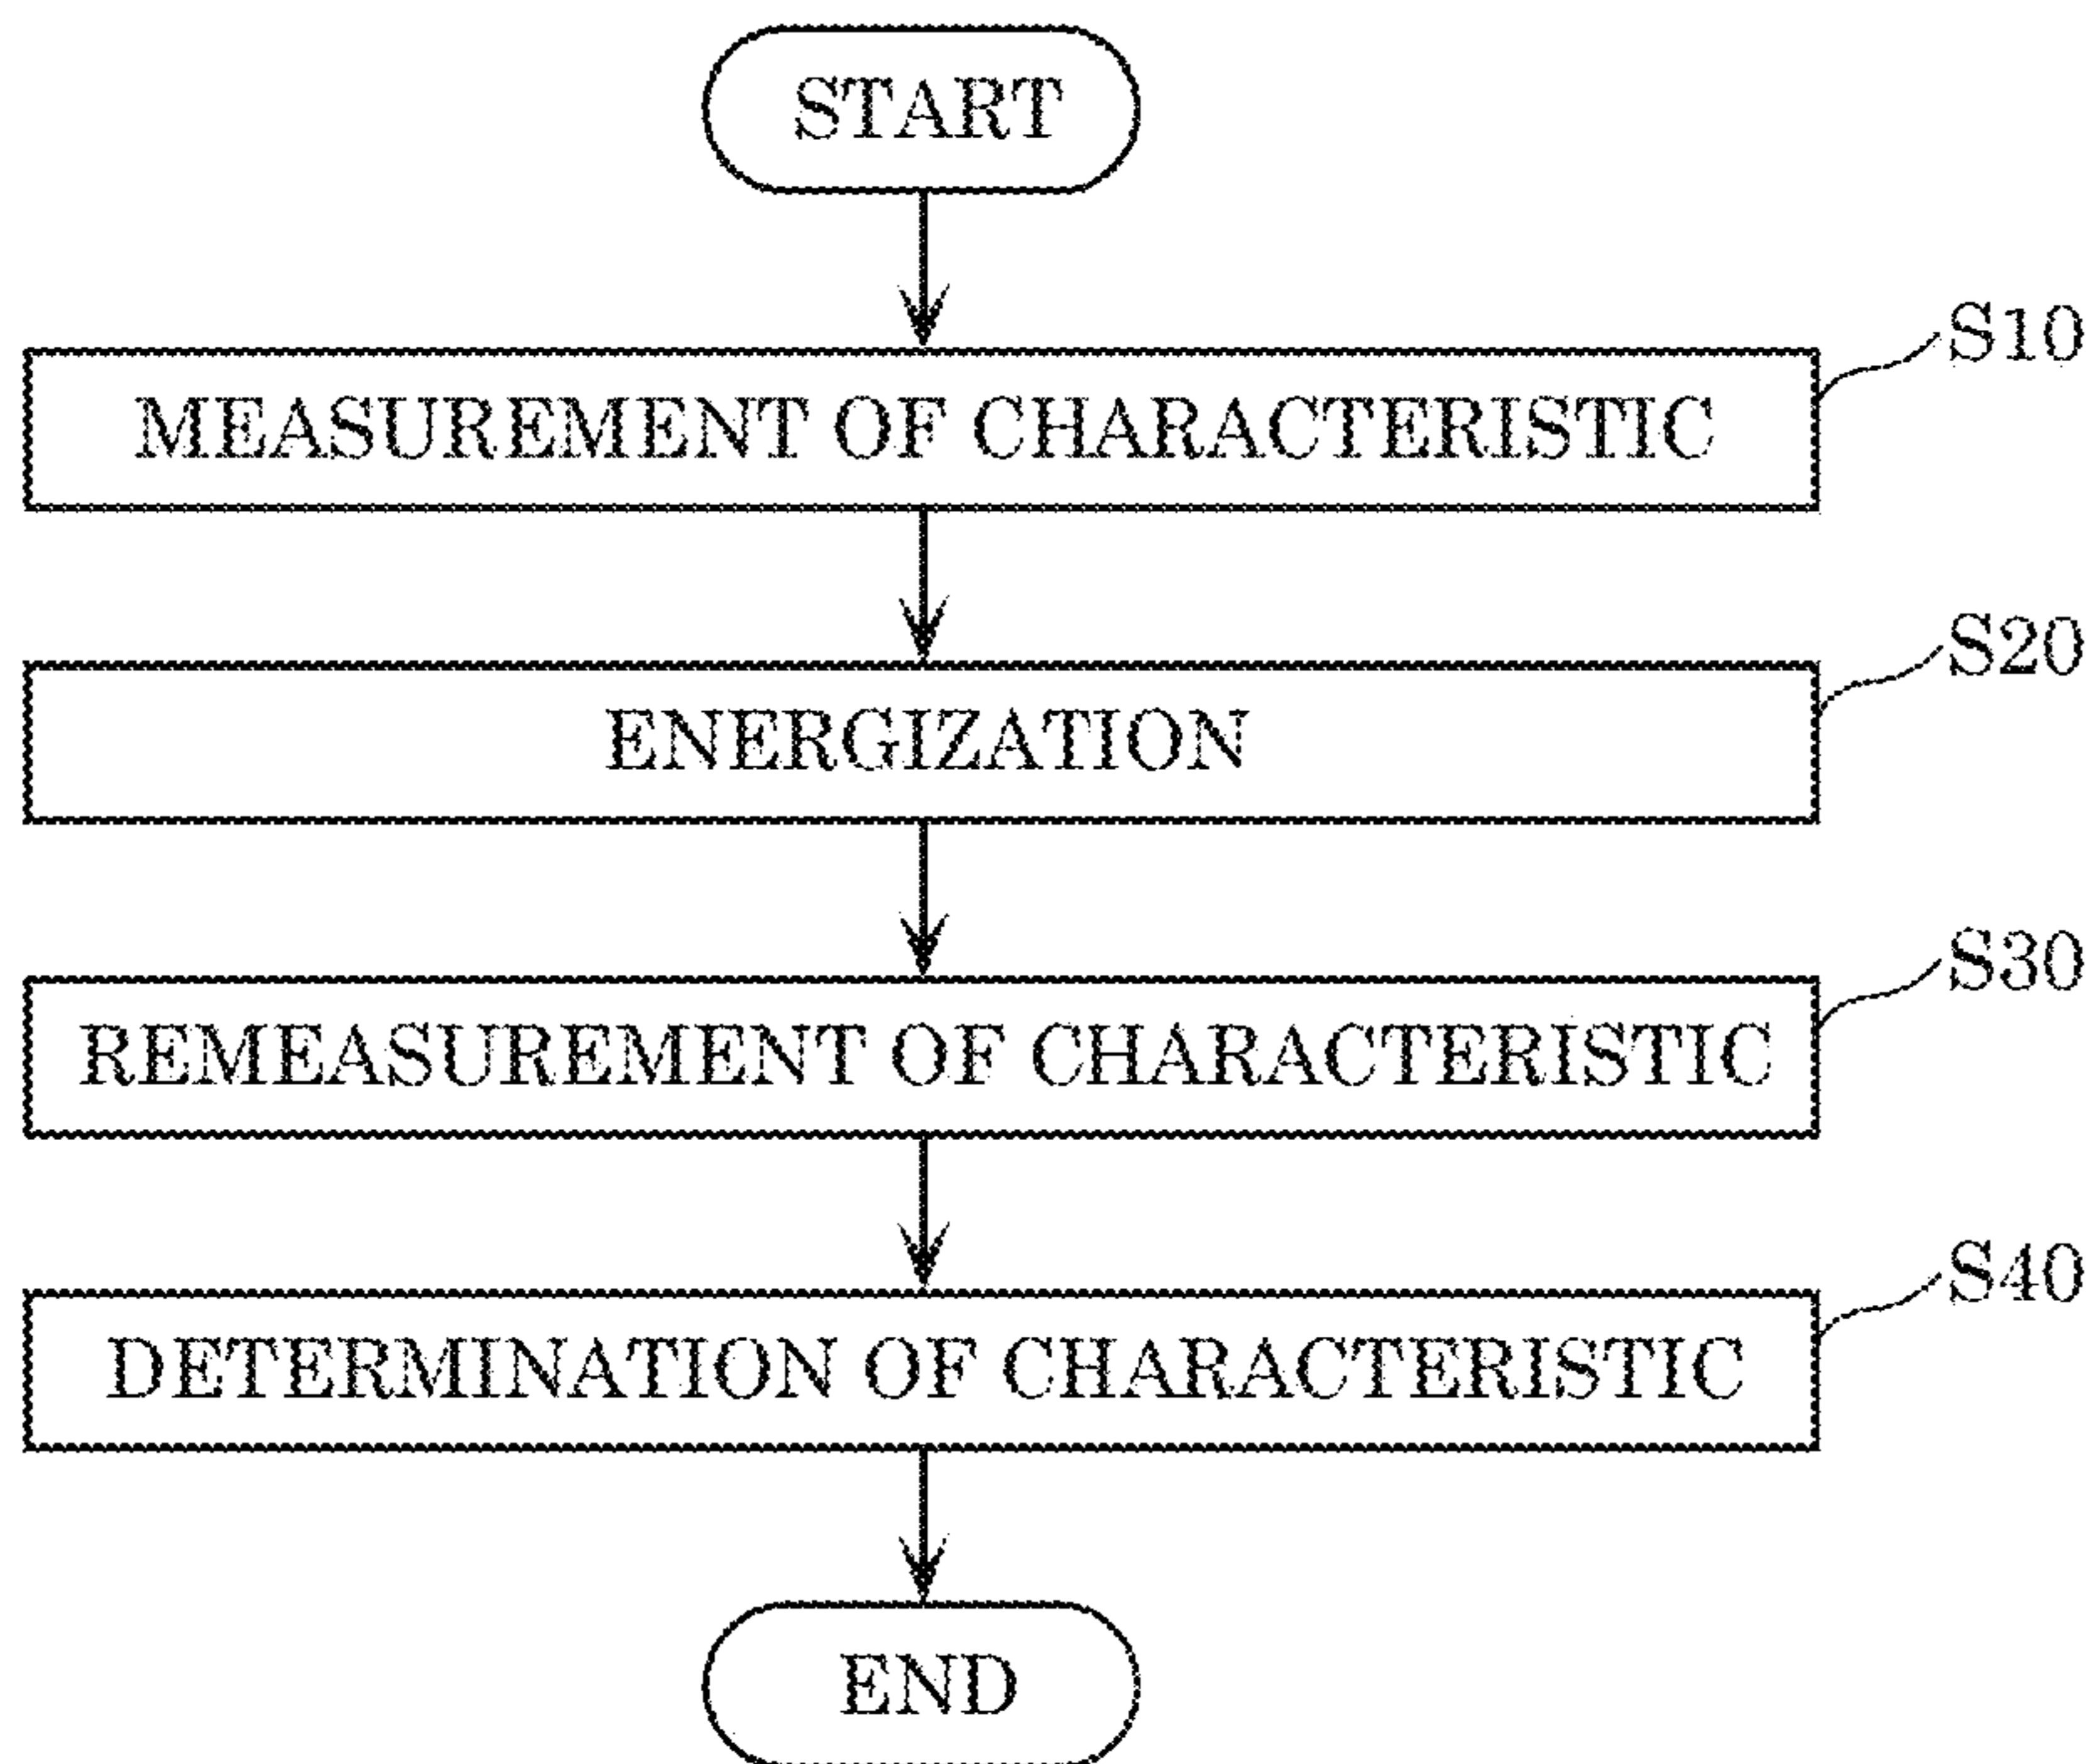 START
S10
MEASUREMENT OF CHARACTERISTIC
S20
ENERGIZATION
S30
REMEASUREMENT OF CHARACTERISTIC
S40
DETERMINATION OF CHARACTERISTIC
END